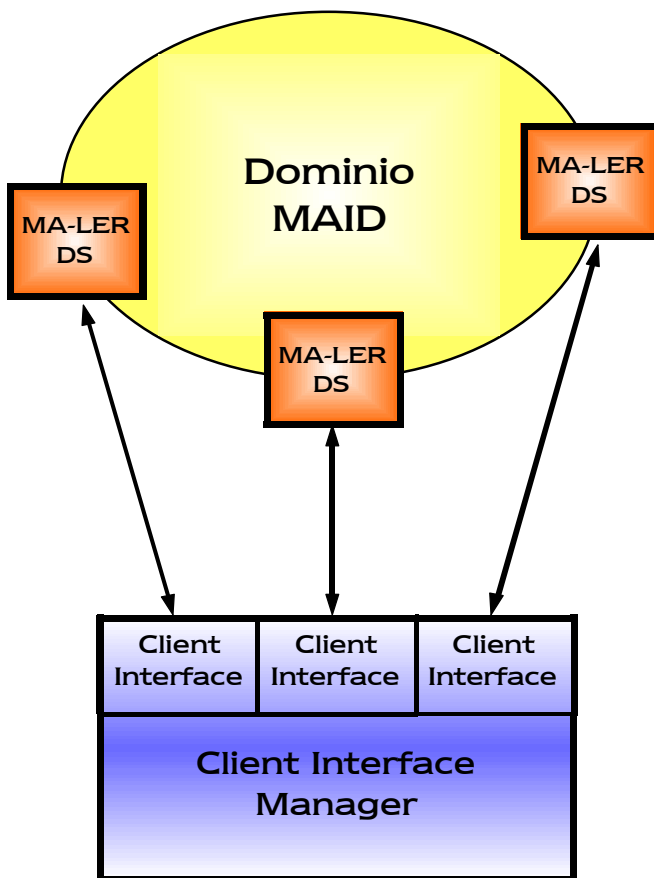 Dominio
MAID
MA-LER
DS
MA-LER
DS
MA-LER
DS
Client
Interface
Client
Interface
Client
Interface
Client Interface
Manager